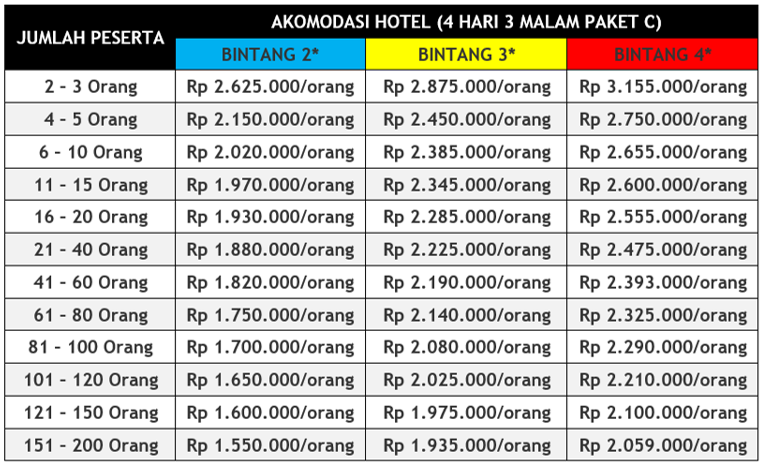 JUMLAH PESERTA
AKOMODASI HOTEL (4 HARI 3 MALAM PAKET C)
BINTANG 2* BINTANG 3* BINTANG 4*
2 – 3 Orang Rp 2.625.000/orang Rp 2.875.000/orang Rp 3.155.000/orang
4 – 5 Orang Rp 2.150.000/orang Rp 2.450.000/orang Rp 2.750.000/orang
6 – 10 Orang Rp 2.020.000/orang Rp 2.385.000/orang Rp 2.655.000/orang
11 – 15 Orang Rp 1.970.000/orang Rp 2.345.000/orang Rp 2.600.000/orang
16 – 20 Orang Rp 1.930.000/orang Rp 2.285.000/orang Rp 2.555.000/orang
21 – 40 Orang Rp 1.880.000/orang Rp 2.225.000/orang Rp 2.475.000/orang
41 – 60 Orang Rp 1.820.000/orang Rp 2.190.000/orang Rp 2.393.000/orang
61 – 80 Orang Rp 1.750.000/orang Rp 2.140.000/orang Rp 2.325.000/orang
81 – 100 Orang Rp 1.700.000/orang Rp 2.080.000/orang Rp 2.290.000/orang
101 – 120 Orang Rp 1.650.000/orang Rp 2.025.000/orang Rp 2.210.000/orang
121 – 150 Orang Rp 1.600.000/orang Rp 1.975.000/orang Rp 2.100.000/orang
151 – 200 Orang Rp 1.550.000/orang Rp 1.935.000/orang Rp 2.059.000/orang